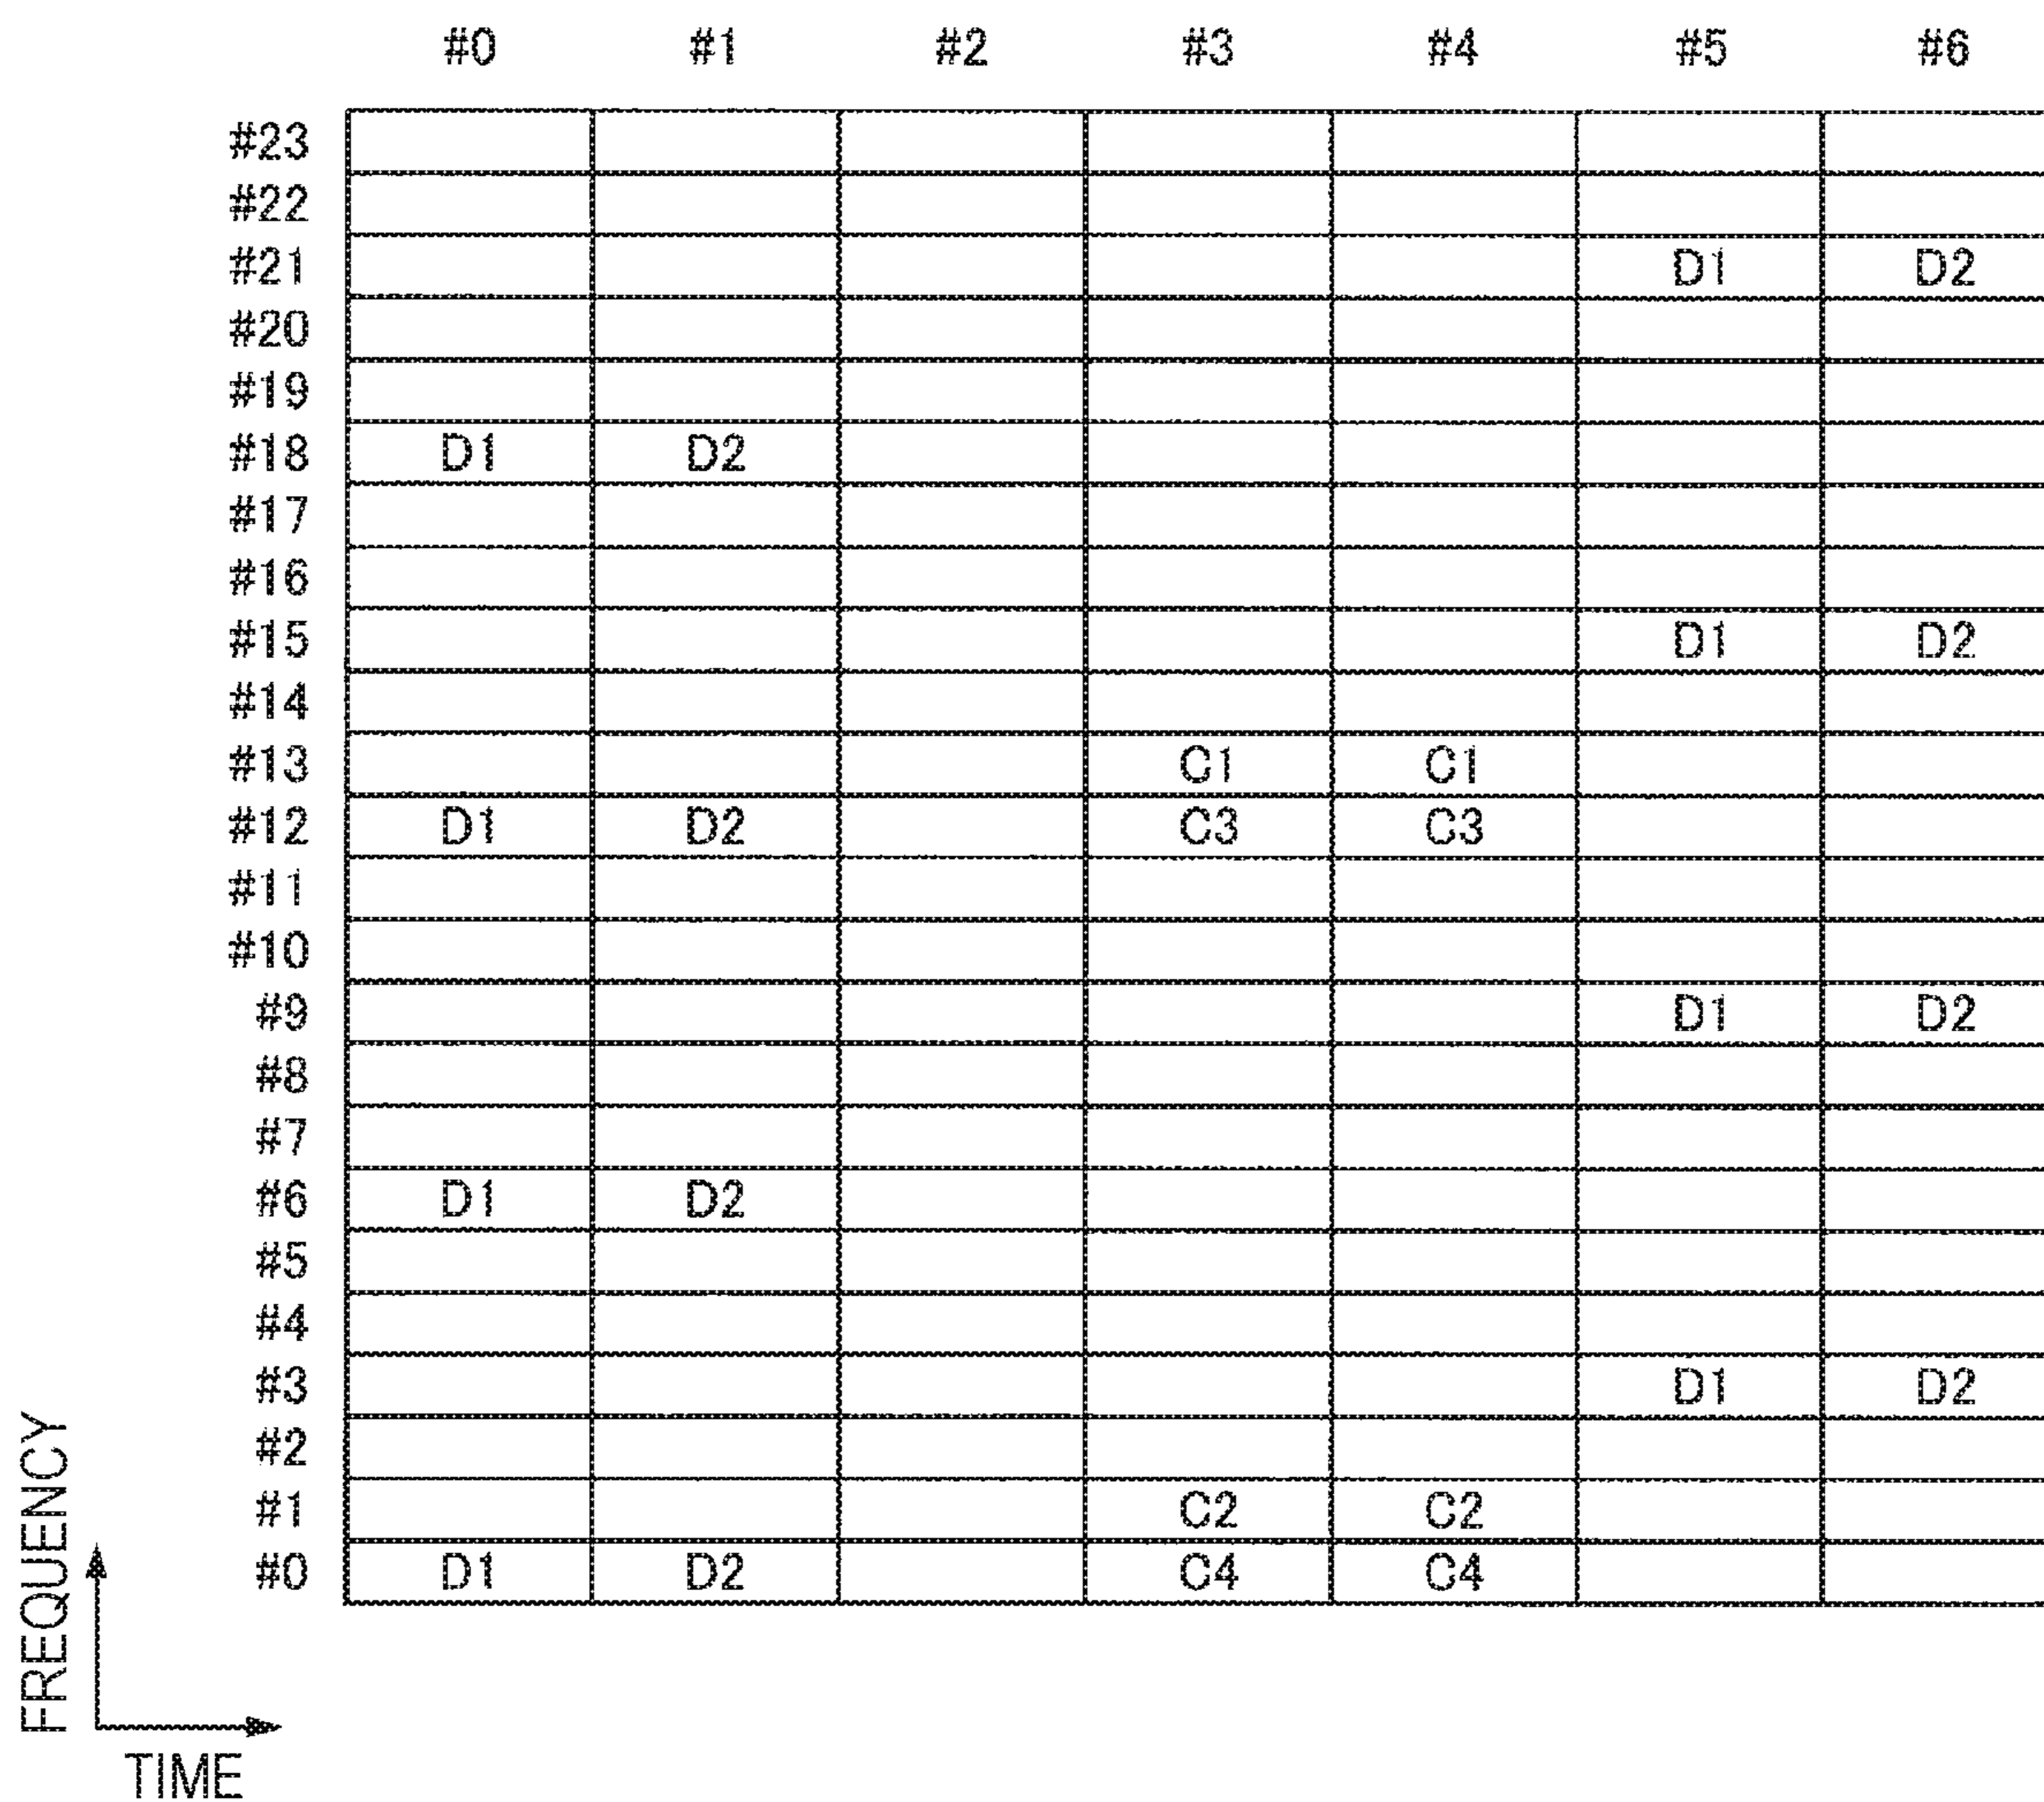 #0 #1 #2 #3 #4 #5 #6
#23
#22
#21 D1 D2
#20
#19
#18 D1 D2
#17
#16
#15 D1 D2
#14
#13 C1 C1
#12 D1 D2 C3 C3
#11
#10
#9 D1 D2
#8
#7
#6 D1 D2
#5
#4
#3 D1 D2
#2
#1 C2 C2
#0 D1 D2 C4 C4
FREQUENCY
TIME